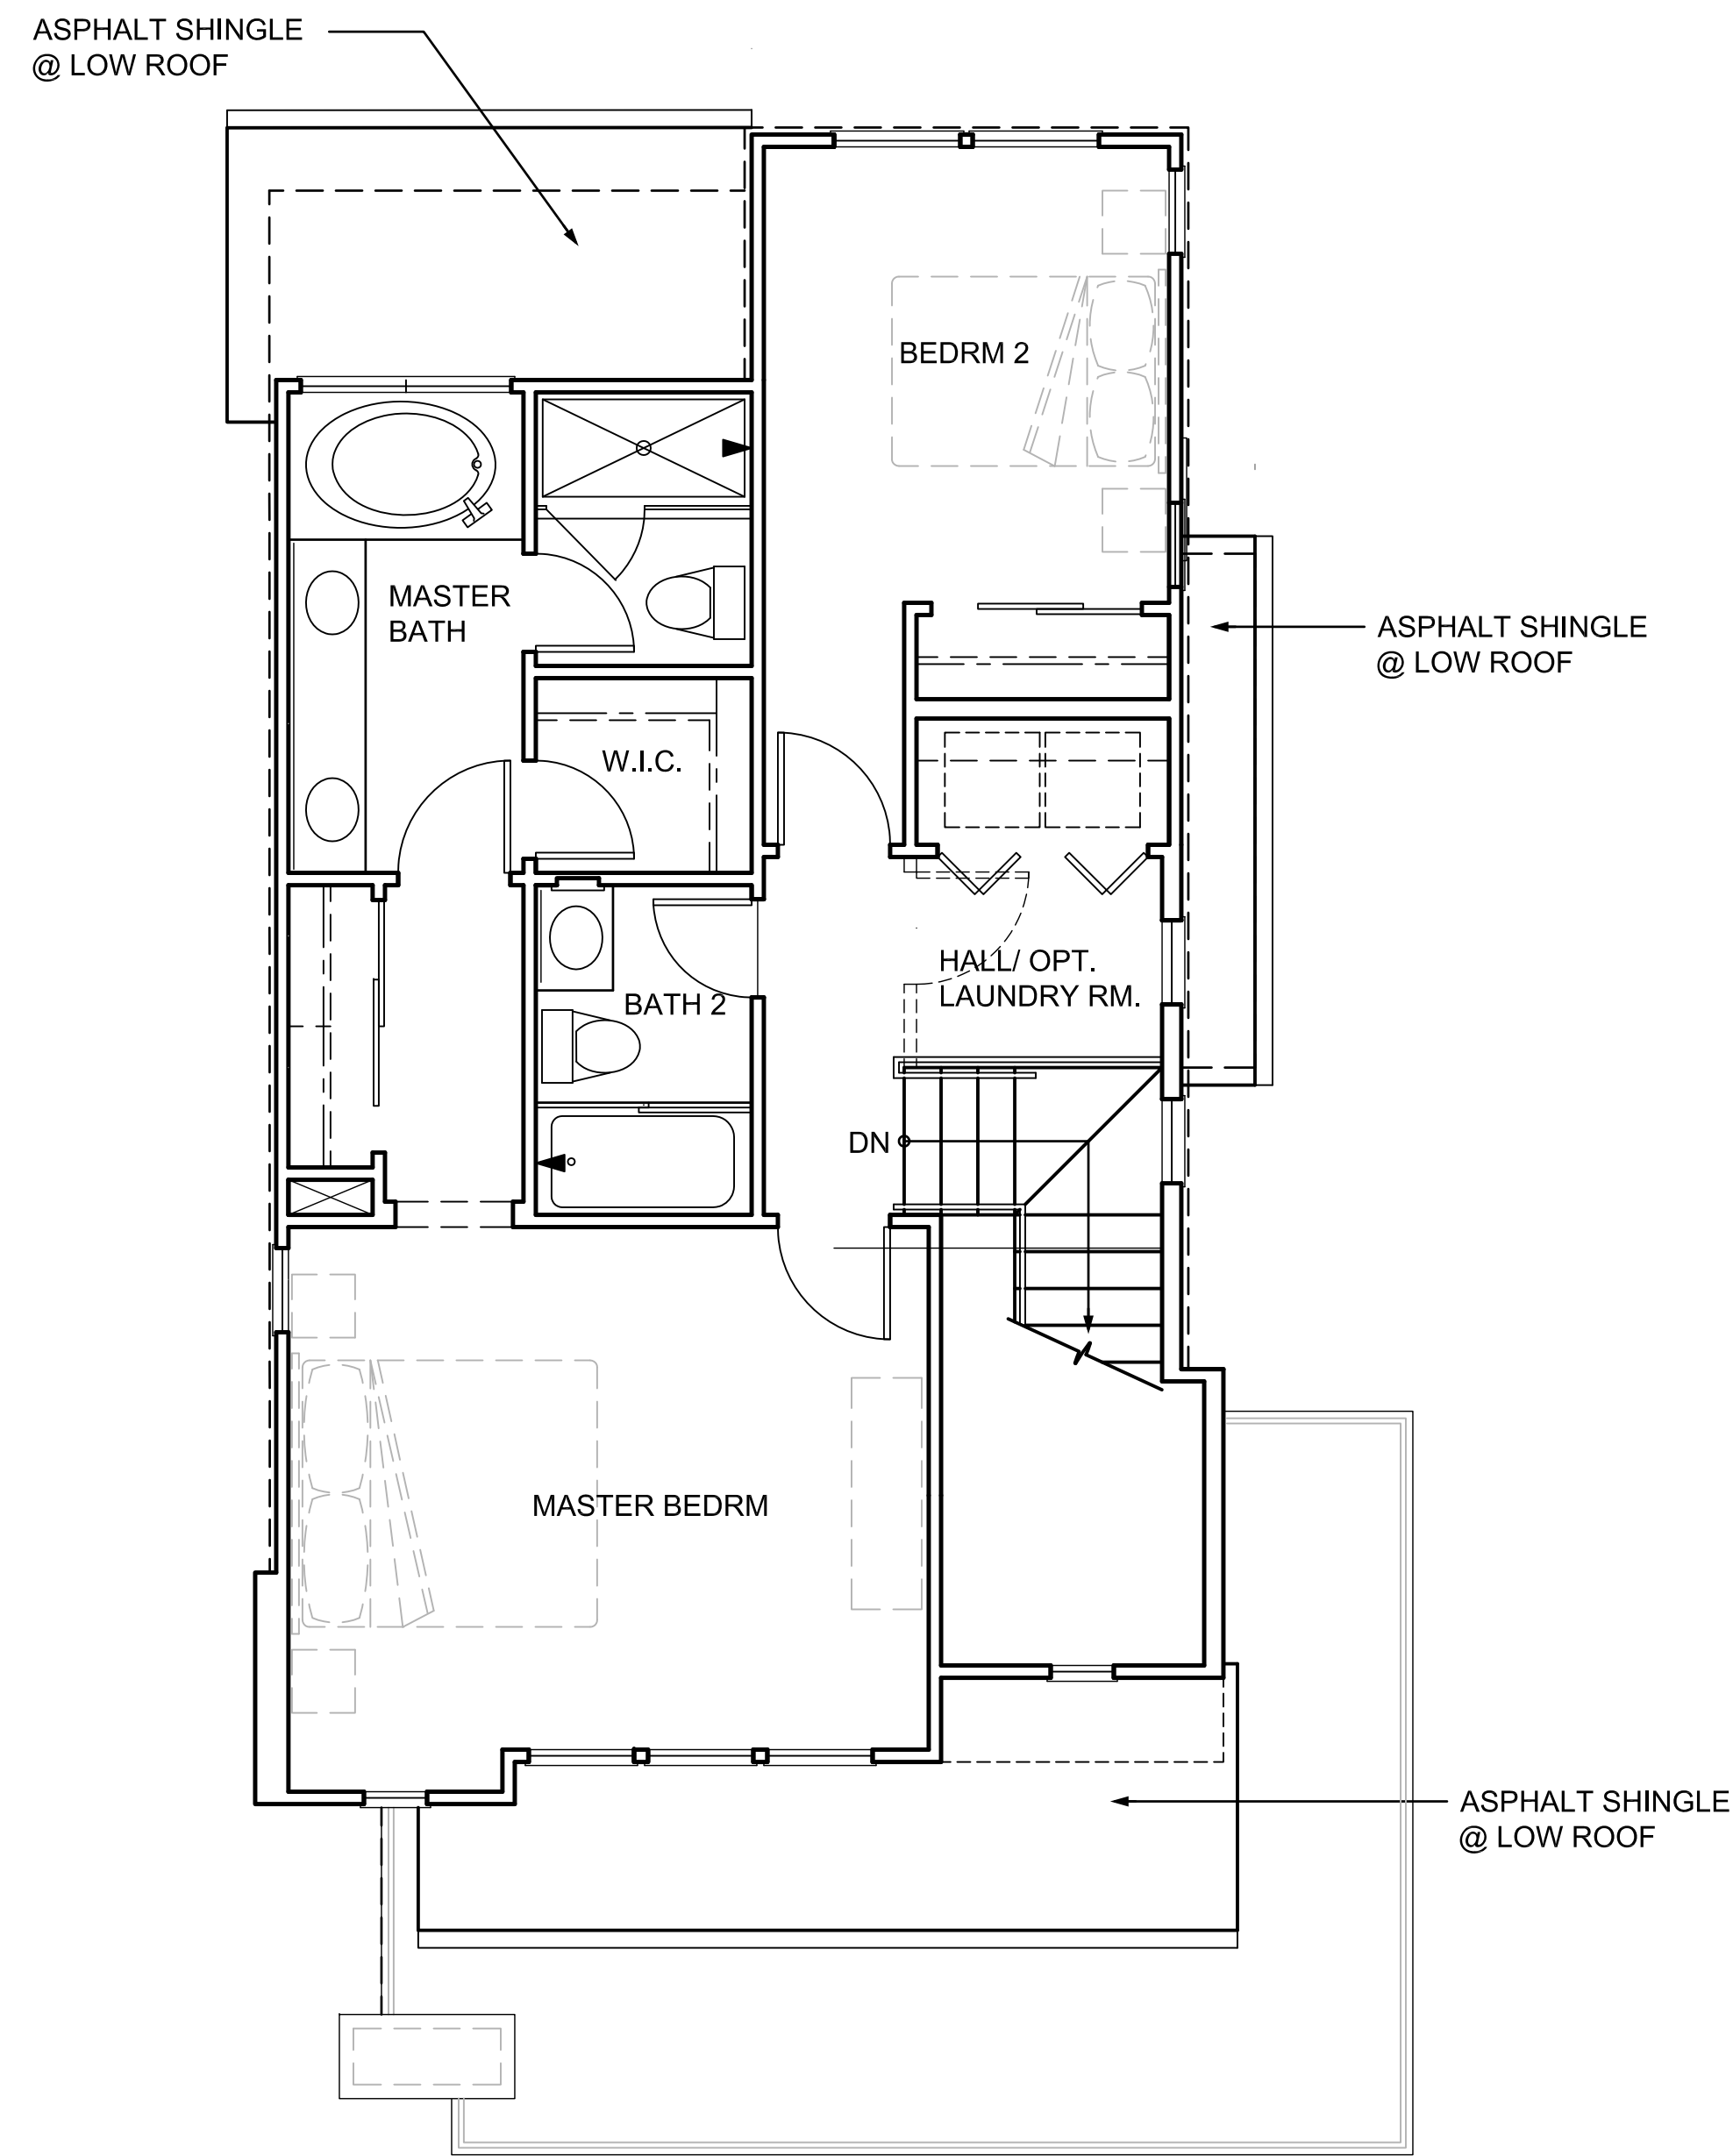 ASPHALT SHINGLE
@ LOW ROOF
BEDRM 2
MASTER
BATH
ASPHALT SHINGLE
@ LOW ROOF
W.I.C.
HALL/ OPT.
LAUNDRY RM.
BATH 2
DN
MASTER BEDRM
ASPHALT SHINGLE
@ LOW ROOF